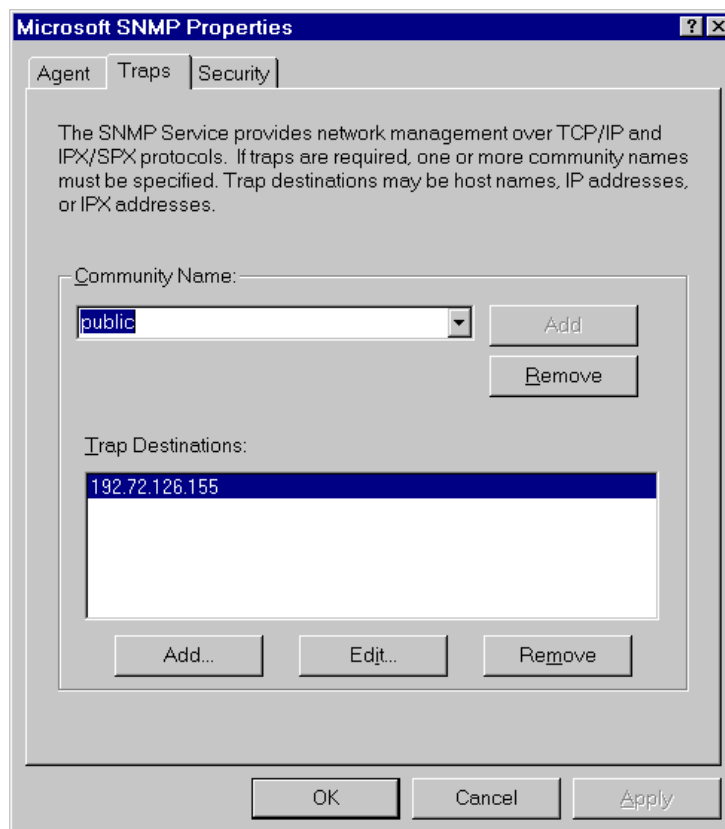 Microsoft SNMP Properties
Agent Traps Security
The SNMP Service provides network management over TCP/IP and
IPX/SPX protocols. If traps are required, one or more community names
must be specified. Trap destinations may be host names, IP addresses,
or IPX addresses.
Community Name:
public
Add
Remove
Trap Destinations:
192.72.126.155
Add... Edit... Remove
OK Cancel Apply